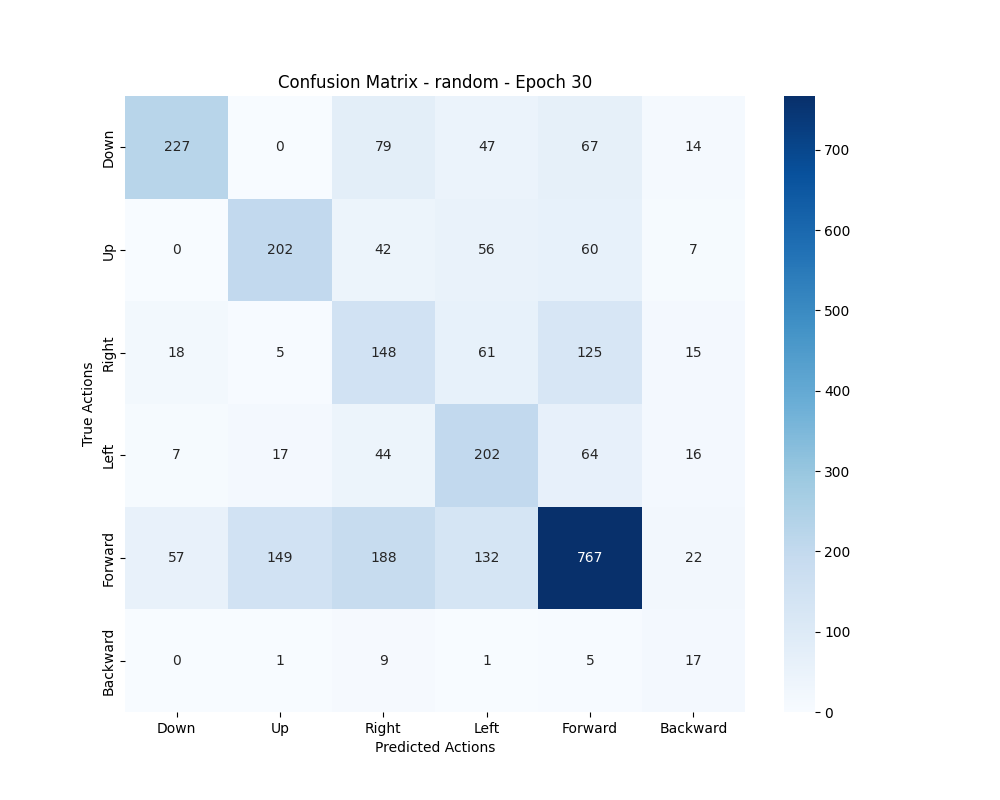 Confusion Matrix - random - Epoch 30
True Actions
Down 227 0 79 47 67 14
Up 0 202 42 56 60 7
Right 18 5 148 61 125 15
Left 7 17 44 202 64 16
Forward 57 149 188 132 767 22
Backward 0 1 9 1 5 17
Down Up Right Left Forward Backward
Predicted Actions
700
600
500
400
300
200
100
0